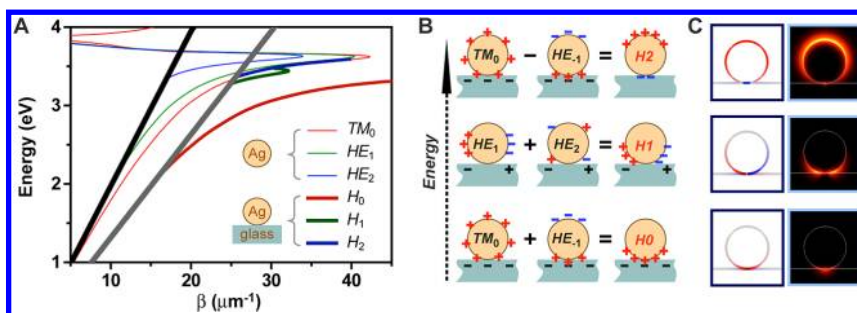 A
Energy (eV)
4
3
2
1
10
20
30
40
β (μm⁻¹)
Ag
TM₀
HE₁
HE₂
Ag
glass
H₀
H₁
H₂
B
Energy
TM₀ − HE₋₁ = H2
HE₁ + HE₂ = H1
TM₀ + HE₋₁ = H0
C